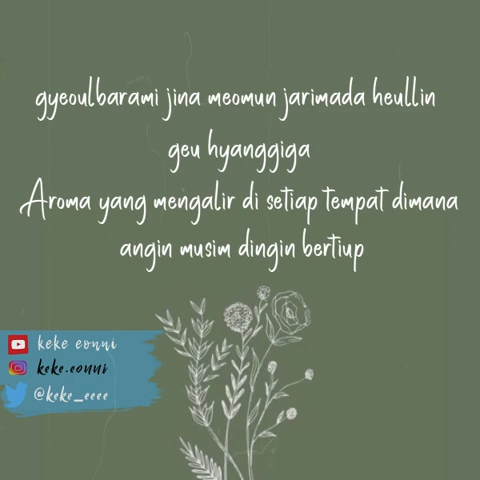 gyeoulbarami jina meomun jarimada heullin
geu hyanggiga
Aroma yang mengalir di setiap tempat dimana
angin musim dingin bertiup
keke eonni
keke.eonni
@keke_eeee